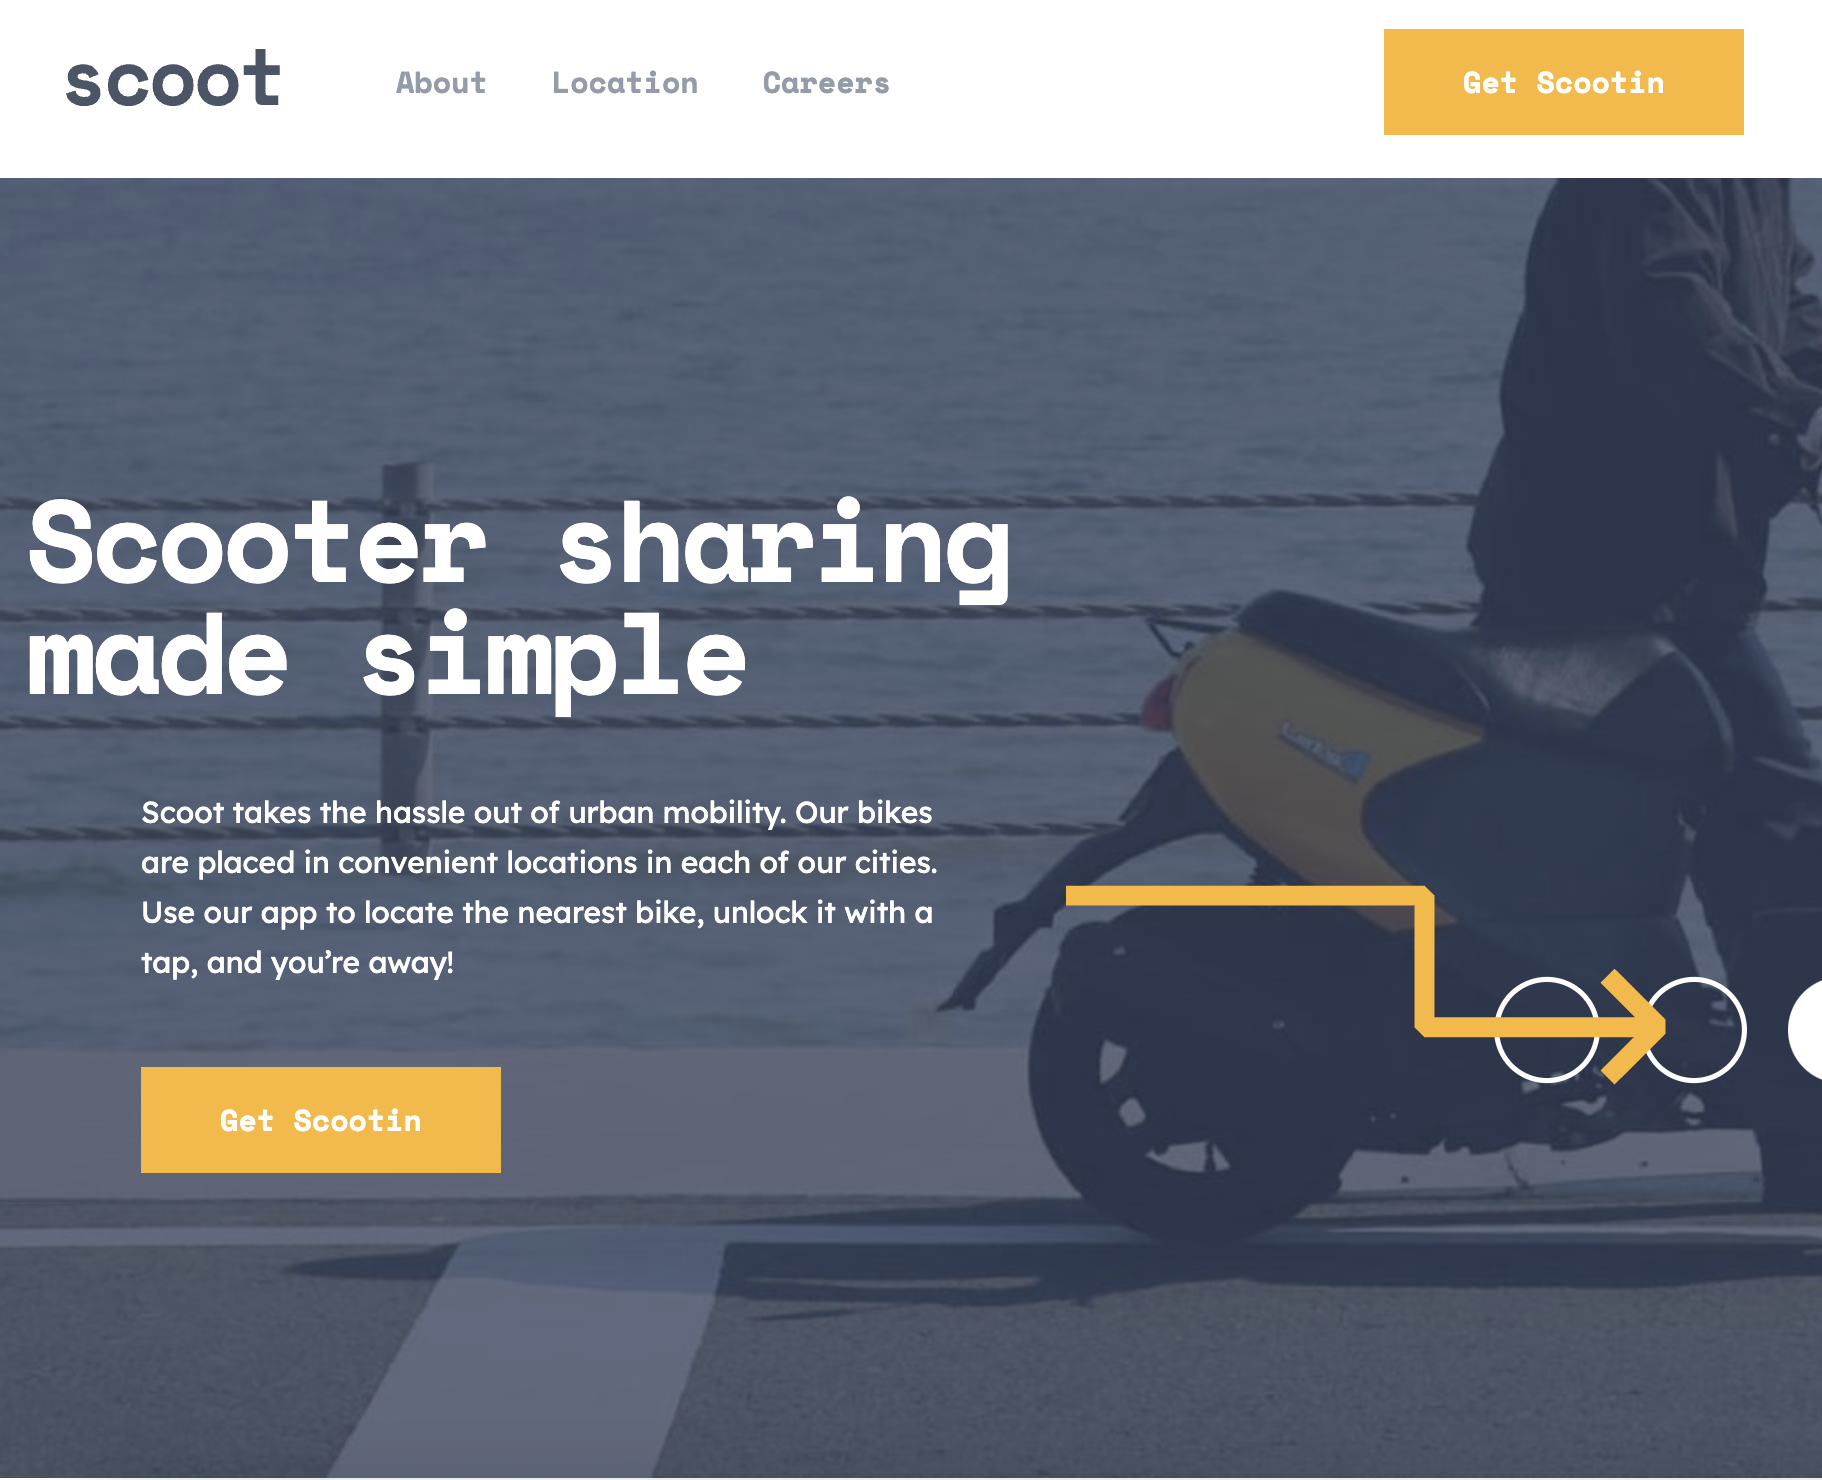 scoot
About
Location
Careers
Get Scootin
Scooter sharing
made simple
Scoot takes the hassle out of urban mobility. Our bikes
are placed in convenient locations in each of our cities.
Use our app to locate the nearest bike, unlock it with a
tap, and you’re away!
Get Scootin